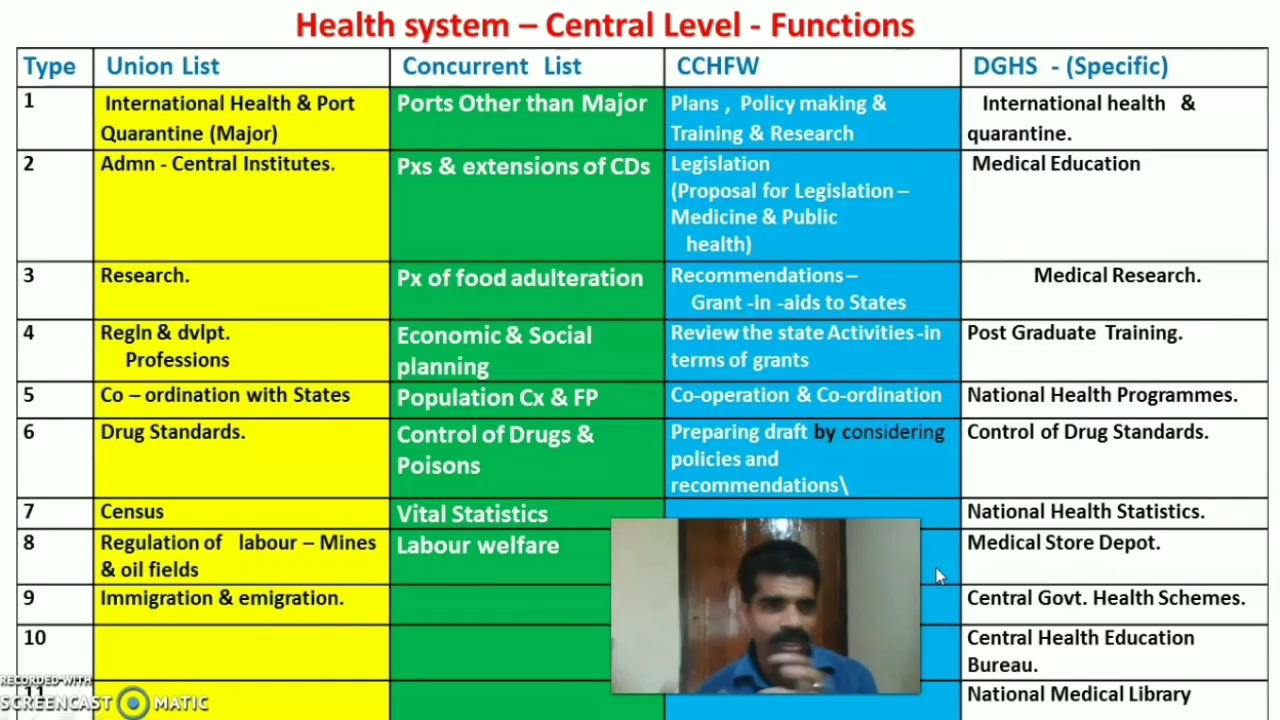 Health system – Central Level - Functions
Type Union List Concurrent List CCHFW DGHS - (Specific)
1 International Health & Port Quarantine (Major) Ports Other than Major Plans , Policy making & Training & Research International health & quarantine.
2 Admn - Central Institutes. Pxs & extensions of CDs Legislation (Proposal for Legislation – Medicine & Public health) Medical Education
3 Research. Px of food adulteration Recommendations – Grant -in -aids to States Medical Research.
4 Regln & dvlpt. Professions Economic & Social planning Review the state Activities -in terms of grants Post Graduate Training.
5 Co – ordination with States Population Cx & FP Co-operation & Co-ordination National Health Programmes.
6 Drug Standards. Control of Drugs & Poisons Preparing draft by considering policies and recommendations\ Control of Drug Standards.
7 Census Vital Statistics National Health Statistics.
8 Regulation of labour – Mines & oil fields Labour welfare Medical Store Depot.
9 Immigration & emigration. Central Govt. Health Schemes.
10 Central Health Education Bureau.
11 National Medical Library
RECORDED WITH
SCREENCAST MATIC